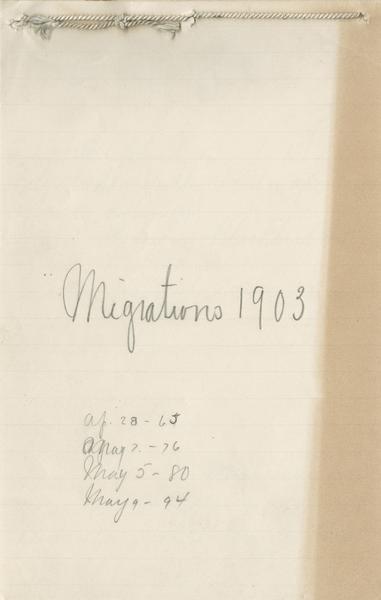 Migrations 1903
Ap. 28 - 65
May 2. - 76
May 5 - 80
May 9 - 94